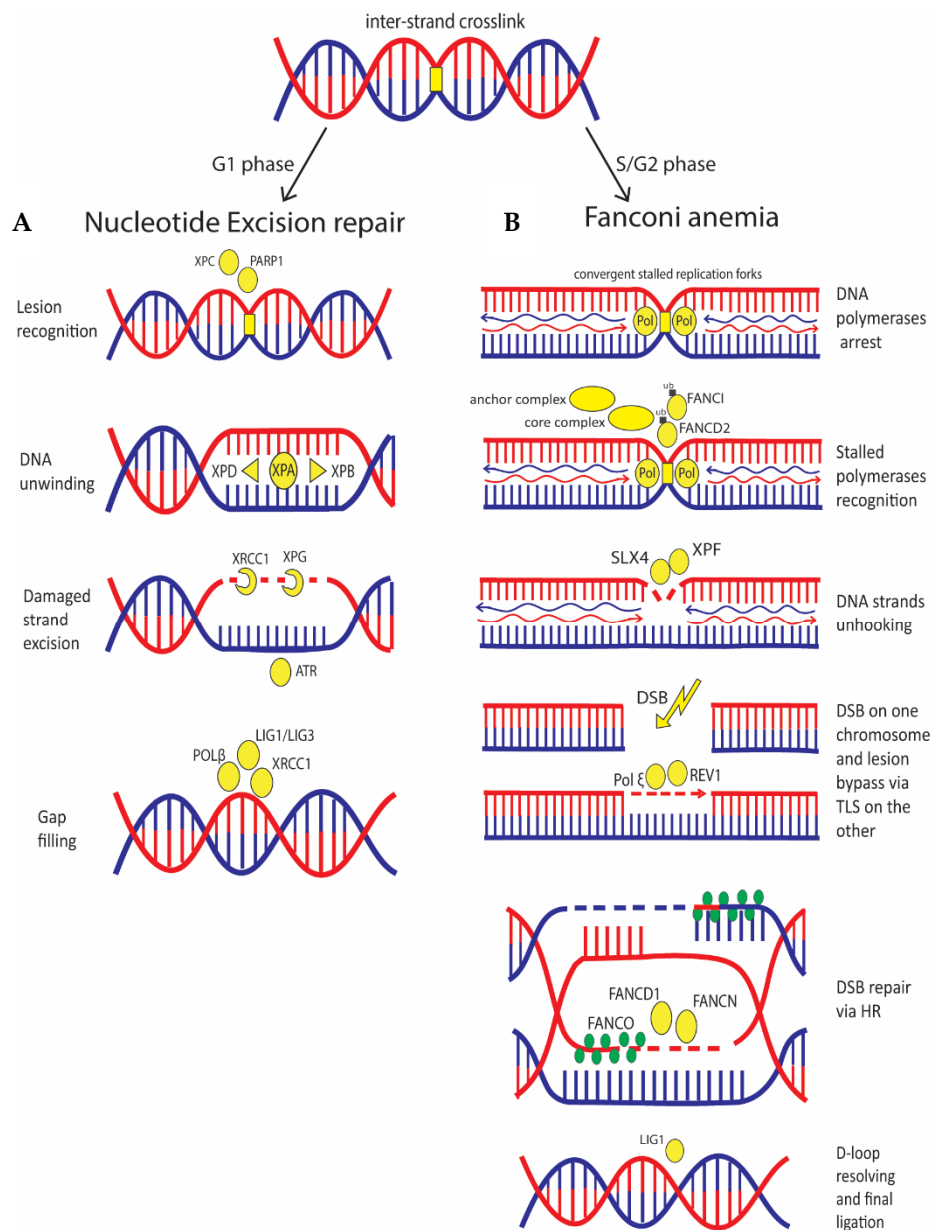 inter-strand crosslink
G1 phase
S/G2 phase
A
Nucleotide Excision repair
XPC
PARP1
Lesion
recognition
DNA
unwinding
XPD
XPA
XPB
XRCC1
XPG
Damaged
strand
excision
ATR
LIG1/LIG3
POLβ
XRCC1
Gap
filling
B
Fanconi anemia
convergent stalled replication forks
Pol
Pol
DNA
polymerases
arrest
anchor complex
core complex
ub
FANCI
ub
FANCD2
Pol
Pol
Stalled
polymerases
recognition
SLX4
XPF
DNA strands
unhooking
DSB
Pol ξ
REV1
DSB on one
chromosome
and lesion
bypass via
TLS on the
other
FANCD1
FANCN
FANCO
DSB repair
via HR
LIG1
D-loop
resolving
and final
ligation